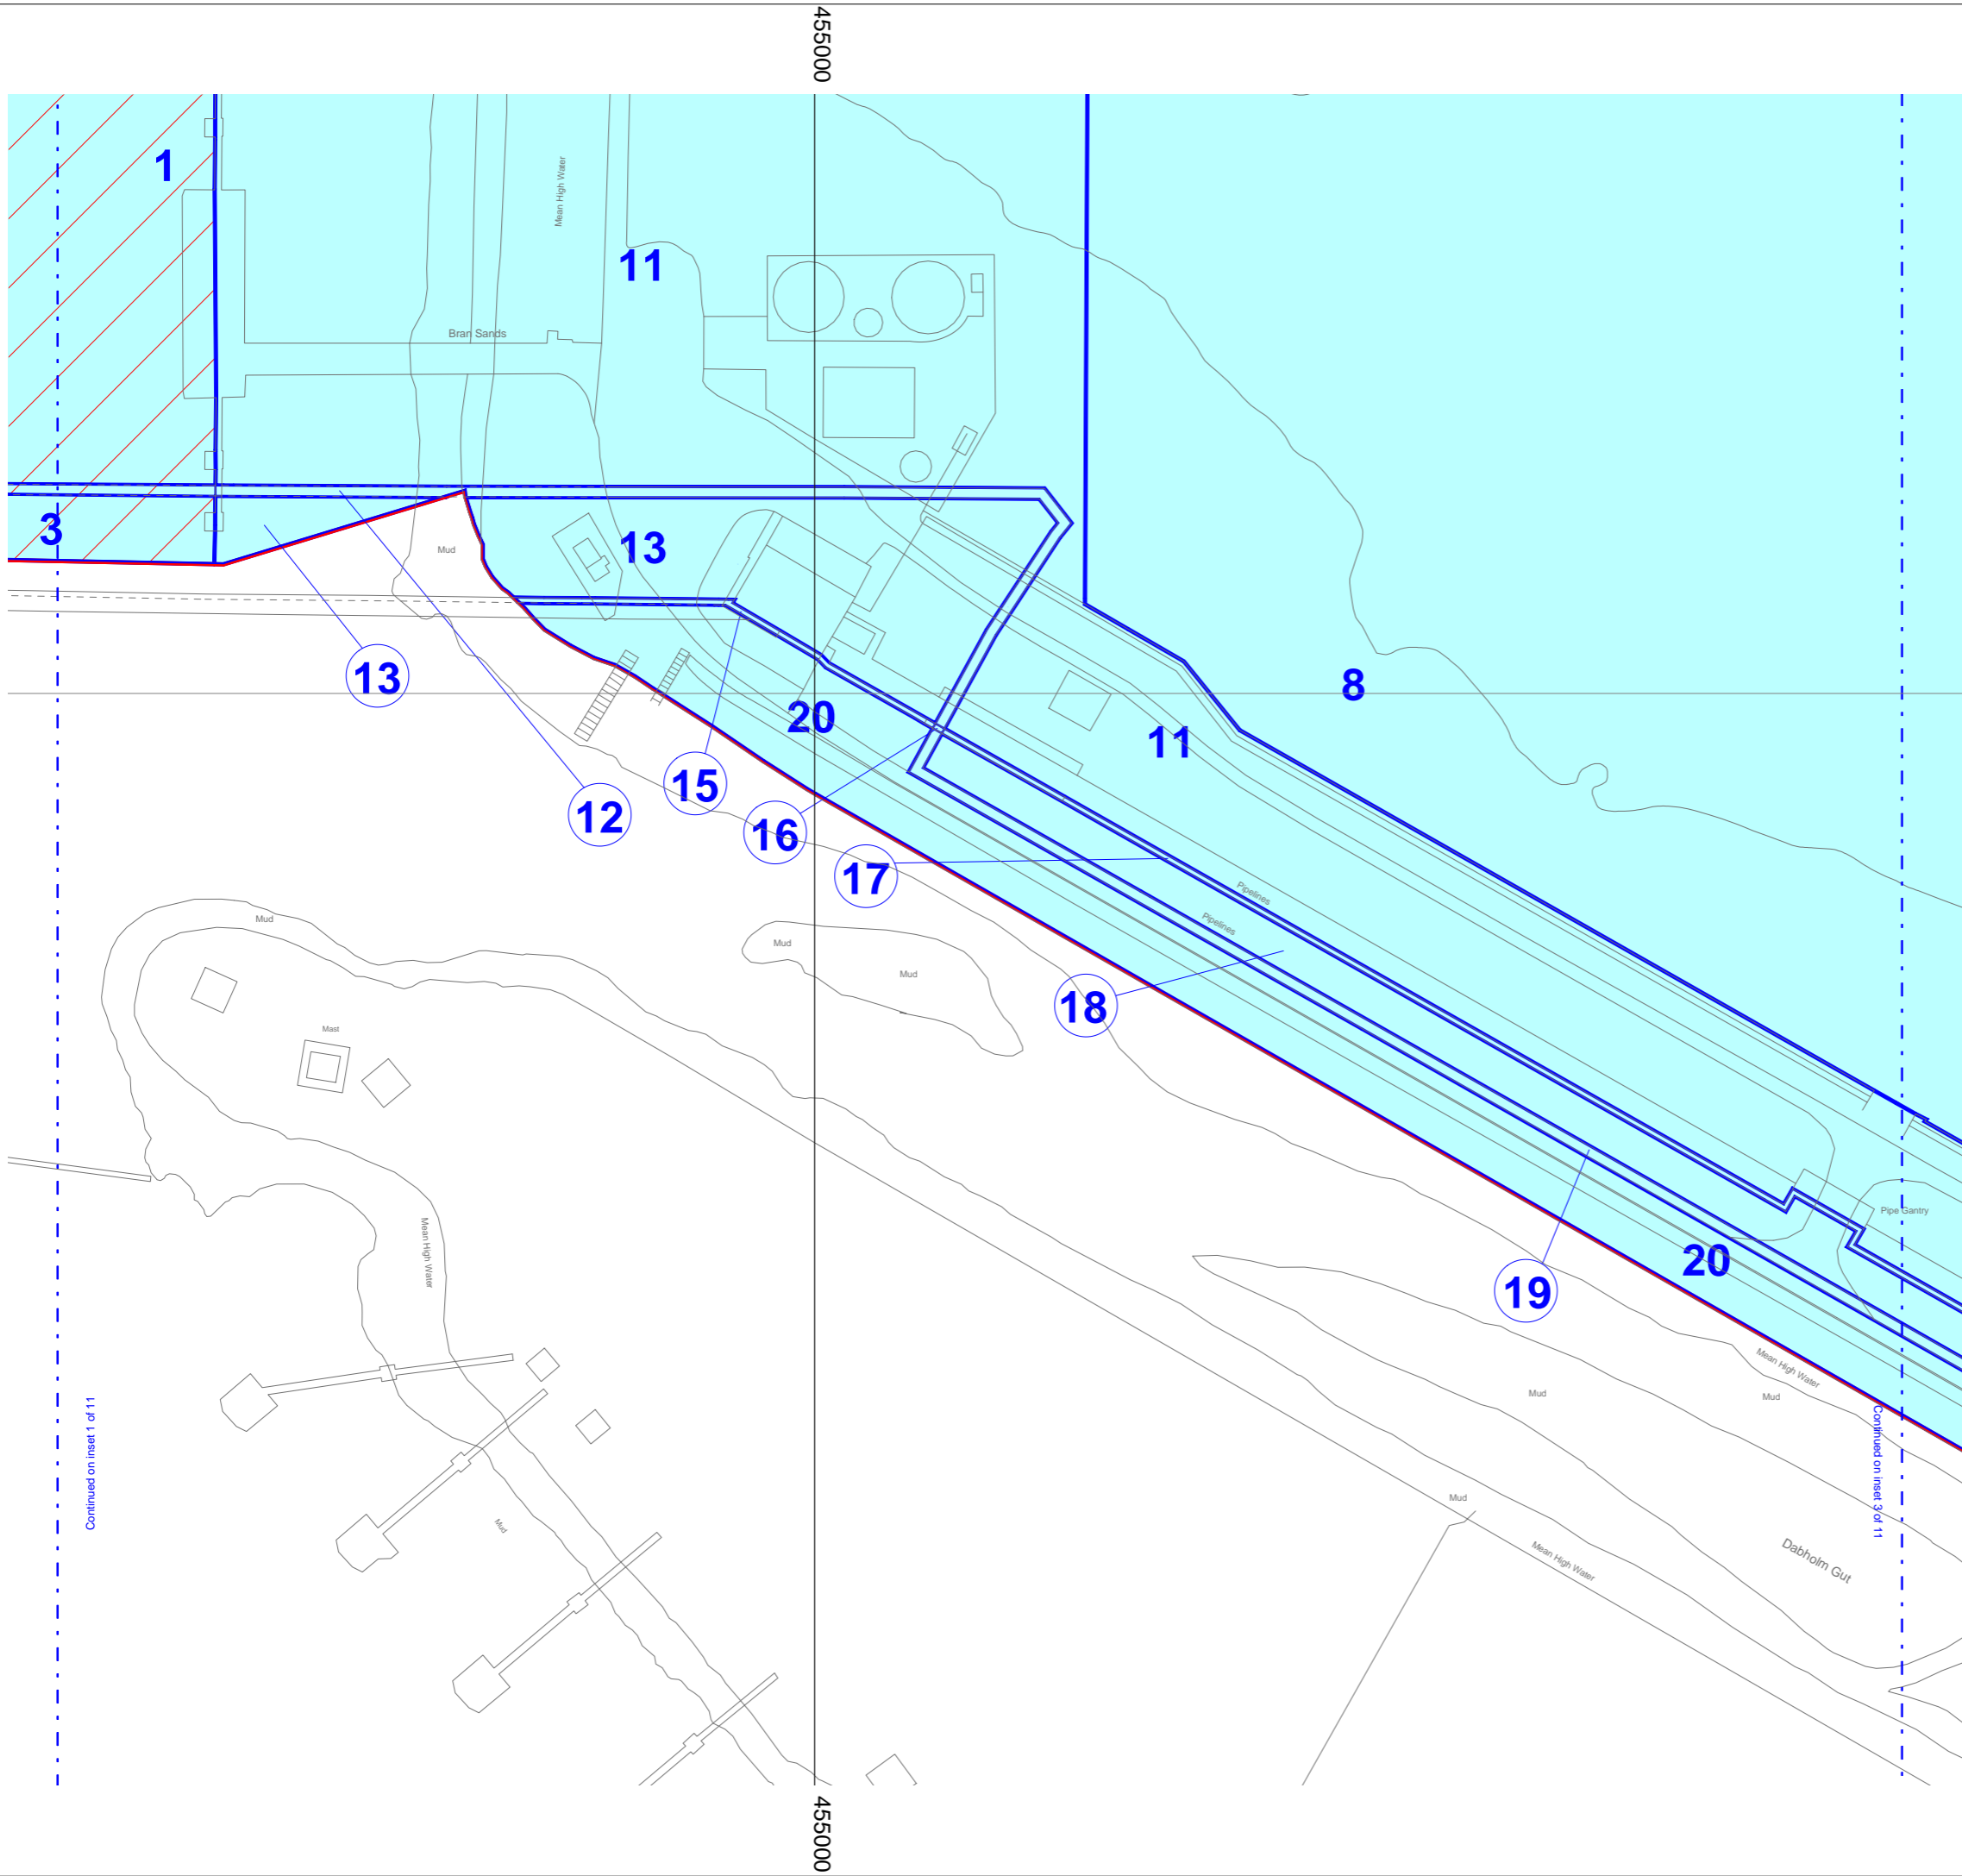 455000
1
Mean High Water
11
Bran Sands
3
Mud
13
13
8
20
11
15
12
16
17
Pipelines
Pipelines
Mud
Mud
Mud
18
Mast
Pipe Gantry
Mean High Water
20
19
Mean High Water
Mud
Mud
Continued on inset 1 of 11
Continued on inset 3 of 11
Mud
Mud
Mean High Water
Dabholm Gut
455000